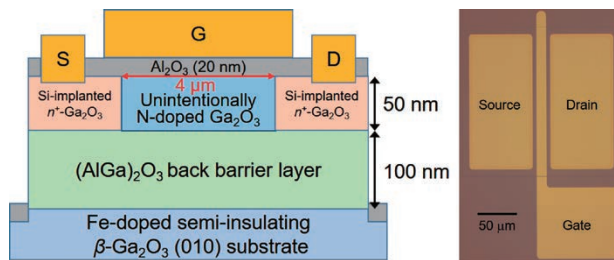 G
S
D
Al₂O₃ (20 nm)
4 μm
Si-implanted
n⁺-Ga₂O₃
Unintentionally
N-doped Ga₂O₃
Si-implanted
n⁺-Ga₂O₃
50 nm
(AlGa)₂O₃ back barrier layer
100 nm
Fe-doped semi-insulating
β-Ga₂O₃ (010) substrate
Source
Drain
50 μm
Gate